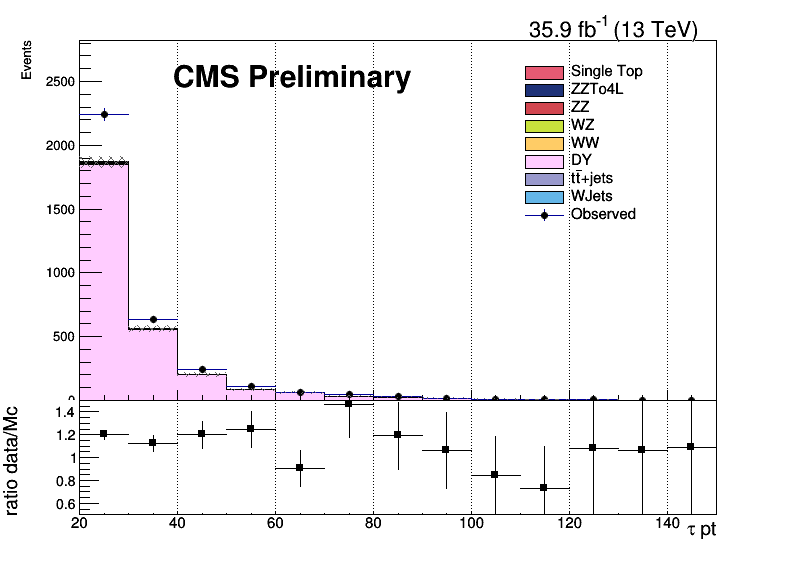 35.9 fb⁻¹ (13 TeV)
Events
CMS Preliminary
2500
2000
1500
1000
500
0
Single Top
ZZTo4L
ZZ
WZ
WW
DY
tt̅+jets
WJets
Observed
ratio data/Mc
1.4
1.2
1
0.8
0.6
20 40 60 80 100 120 140
τ pt